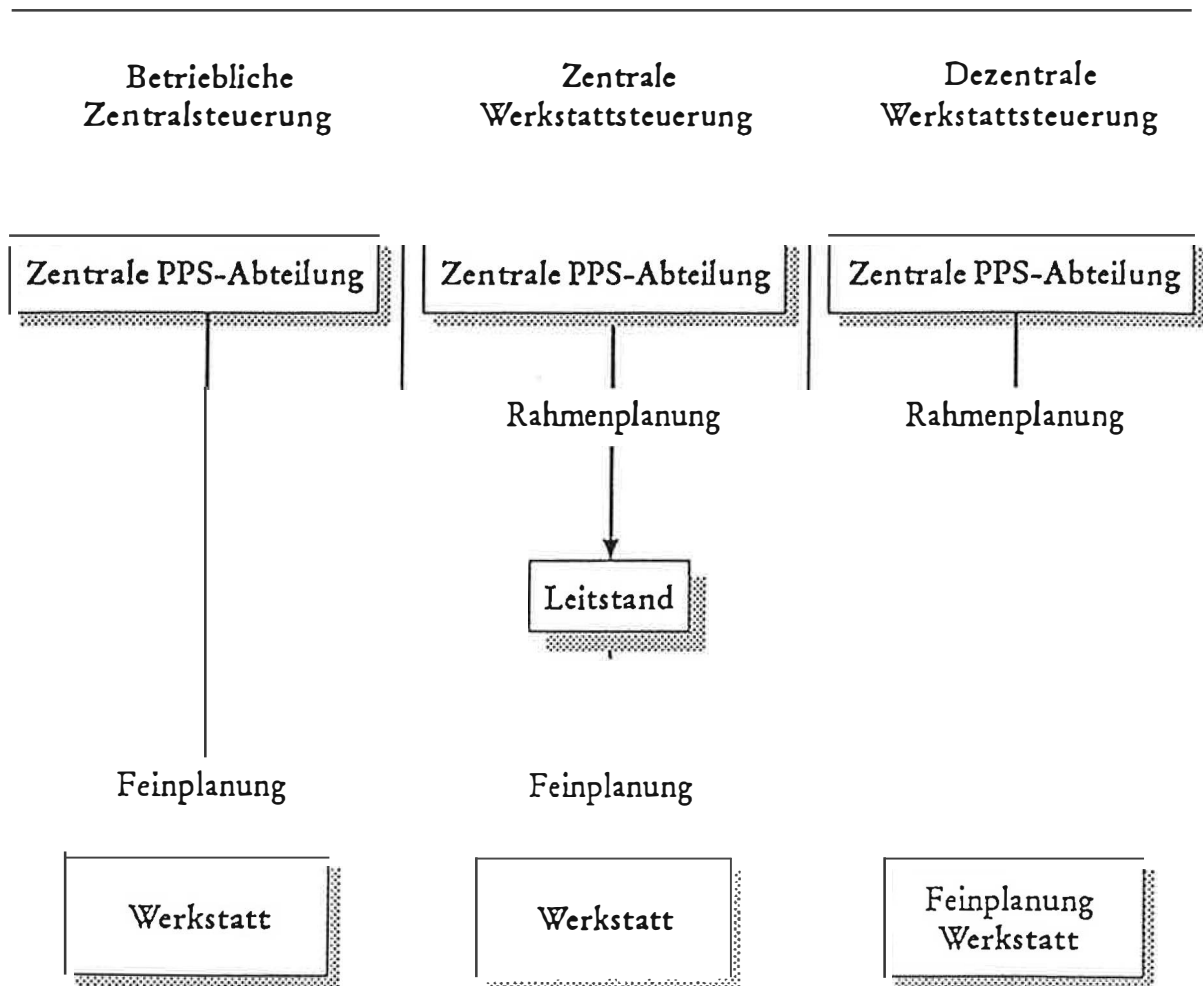 Betriebliche
Zentralsteuerung
Zentrale
Werkstattsteuerung
Dezentrale
Werkstattsteuerung
Zentrale PPS-Abteilung
Zentrale PPS-Abteilung
Zentrale PPS-Abteilung
Rahmenplanung
Rahmenplanung
Leitstand
Feinplanung
Feinplanung
Werkstatt
Werkstatt
Feinplanung
Werkstatt